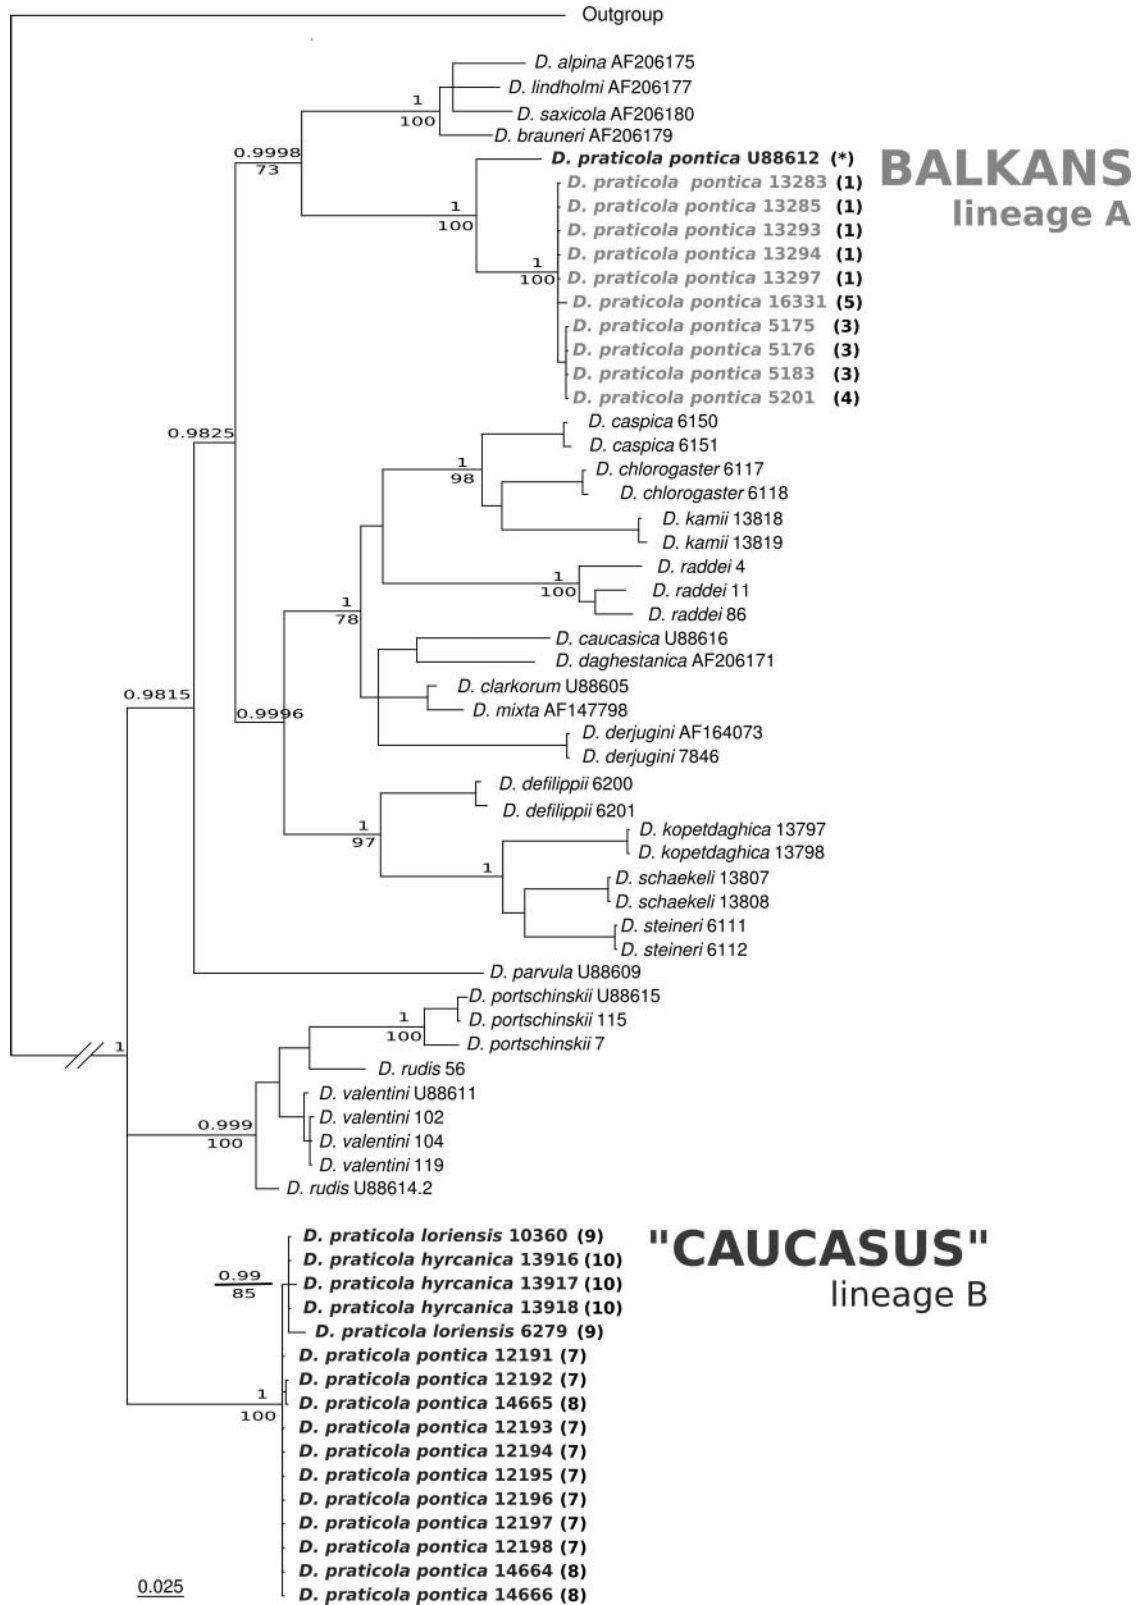 Outgroup
D. alpina AF206175
D. lindholmi AF206177
1
D. saxicola AF206180
100
D. brauneri AF206179
0.9998
73
D. praticola pontica U88612 (*)
BALKANS
lineage A
D. praticola pontica 13283 (1)
D. praticola pontica 13285 (1)
1
100
D. praticola pontica 13293 (1)
D. praticola pontica 13294 (1)
1
100
D. praticola pontica 13297 (1)
D. praticola pontica 16331 (5)
D. praticola pontica 5175 (3)
D. praticola pontica 5176 (3)
D. praticola pontica 5183 (3)
D. praticola pontica 5201 (4)
0.9825
D. caspica 6150
D. caspica 6151
1
98
D. chlorogaster 6117
D. chlorogaster 6118
D. kamii 13818
D. kamii 13819
D. raddei 4
1
100
D. raddei 11
D. raddei 86
1
78
D. caucasica U88616
D. daghestanica AF206171
0.9815
D. clarkorum U88605
D. mixta AF147798
0.9996
D. derjugini AF164073
D. derjugini 7846
D. defilippii 6200
D. defilippii 6201
1
97
D. kopetdaghica 13797
D. kopetdaghica 13798
1
D. schaekeli 13807
D. schaekeli 13808
D. steineri 6111
D. steineri 6112
D. parvula U88609
D. portschinskii U88615
1
100
D. portschinskii 115
D. portschinskii 7
1
D. rudis 56
D. valentini U88611
0.999
100
D. valentini 102
D. valentini 104
D. valentini 119
D. rudis U88614.2
D. praticola loriensis 10360 (9)
"CAUCASUS"
lineage B
D. praticola hyrcanica 13916 (10)
0.99
85
D. praticola hyrcanica 13917 (10)
D. praticola hyrcanica 13918 (10)
D. praticola loriensis 6279 (9)
D. praticola pontica 12191 (7)
D. praticola pontica 12192 (7)
1
100
D. praticola pontica 14665 (8)
D. praticola pontica 12193 (7)
D. praticola pontica 12194 (7)
D. praticola pontica 12195 (7)
D. praticola pontica 12196 (7)
D. praticola pontica 12197 (7)
D. praticola pontica 12198 (7)
D. praticola pontica 14664 (8)
0.025
D. praticola pontica 14666 (8)